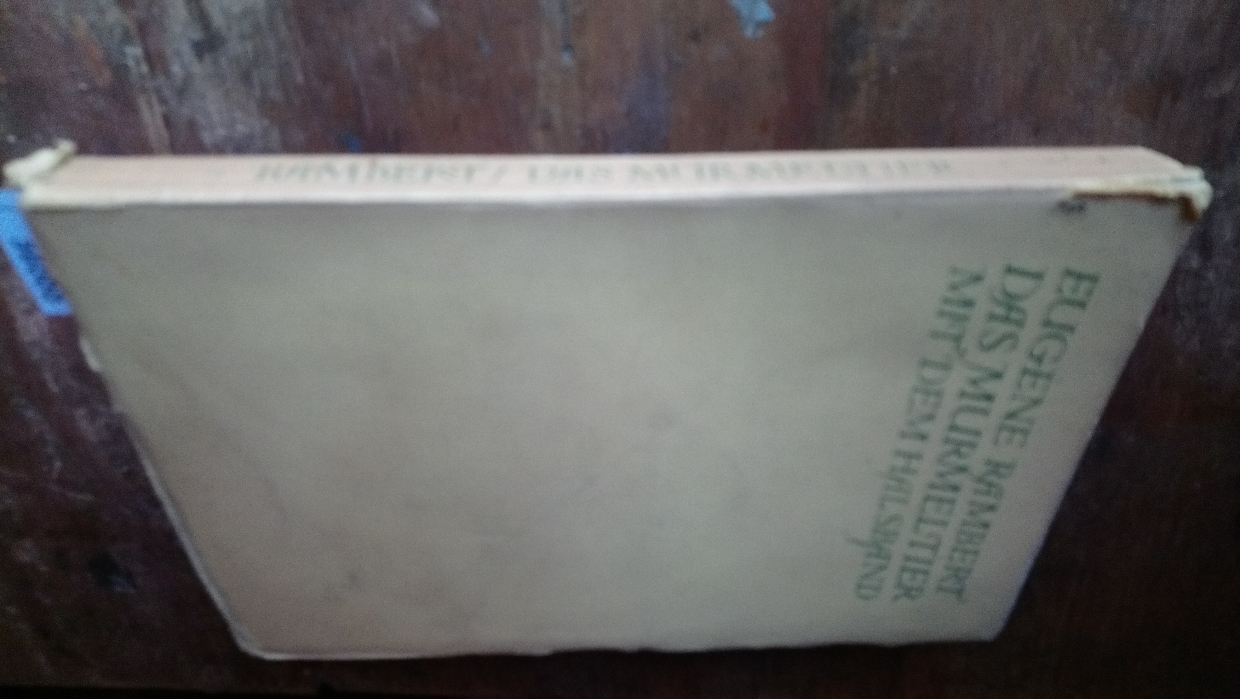 RAMBERT / DAS MURMELTIER
EUGENE RAMBERT
DAS MURMELTIER
MIT DEM HALSBAND